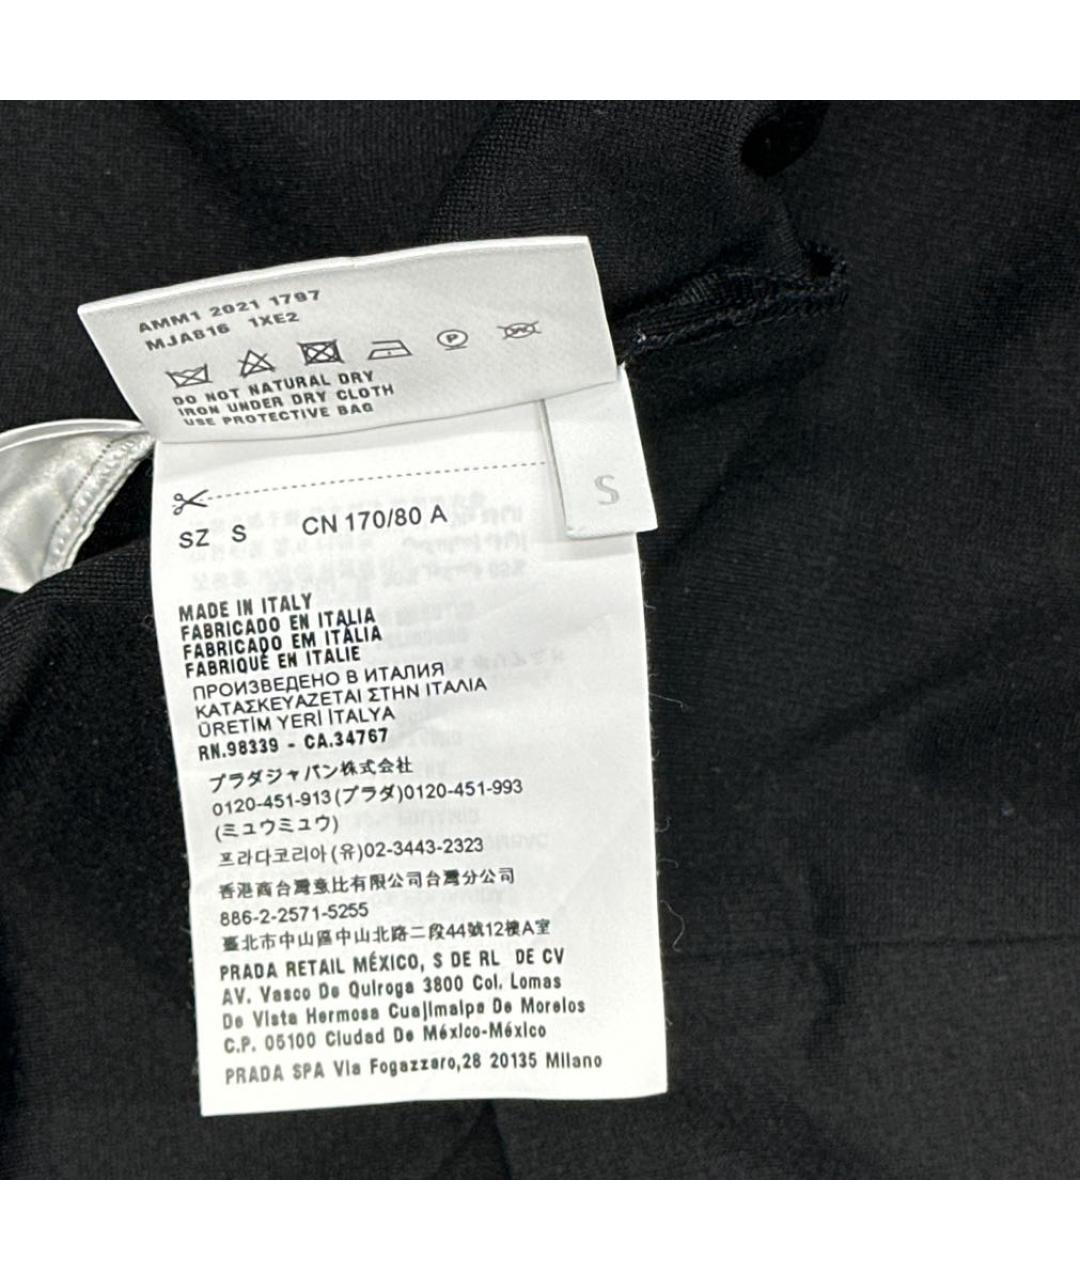 AMM1 2021 1797
MJA816 1XE2
DO NOT NATURAL DRY
IRON UNDER DRY CLOTH
USE PROTECTIVE BAG
S
SZ S CN 170/80 A
MADE IN ITALY
FABRICADO EN ITALIA
FABRICADO EM ITÁLIA
FABRIQUÉ EN ITALIE
ПРОИЗВЕДЕНО В ИТАЛИЯ
ΚΑΤΑΣΚΕΥΑΖΕΤΑΙ ΣΤΗΝ ΙΤΑΛΙΑ
ÜRETİM YERİ İTALYA
RN.98339 - CA.34767
プラダジャパン株式会社
0120-451-913(プラダ)0120-451-993
(ミュウミュウ)
프라다코리아(유)02-3443-2323
香港商台灣意比有限公司台灣分公司
886-2-2571-5255
臺北市中山區中山北路二段44號12樓A室
PRADA RETAIL MÉXICO, S DE RL DE CV
AV. Vasco De Quiroga 3800 Col. Lomas
De Vista Hermosa Cuajimalpa De Morelos
C.P. 05100 Ciudad De México-México
PRADA SPA Via Fogazzaro,28 20135 Milano